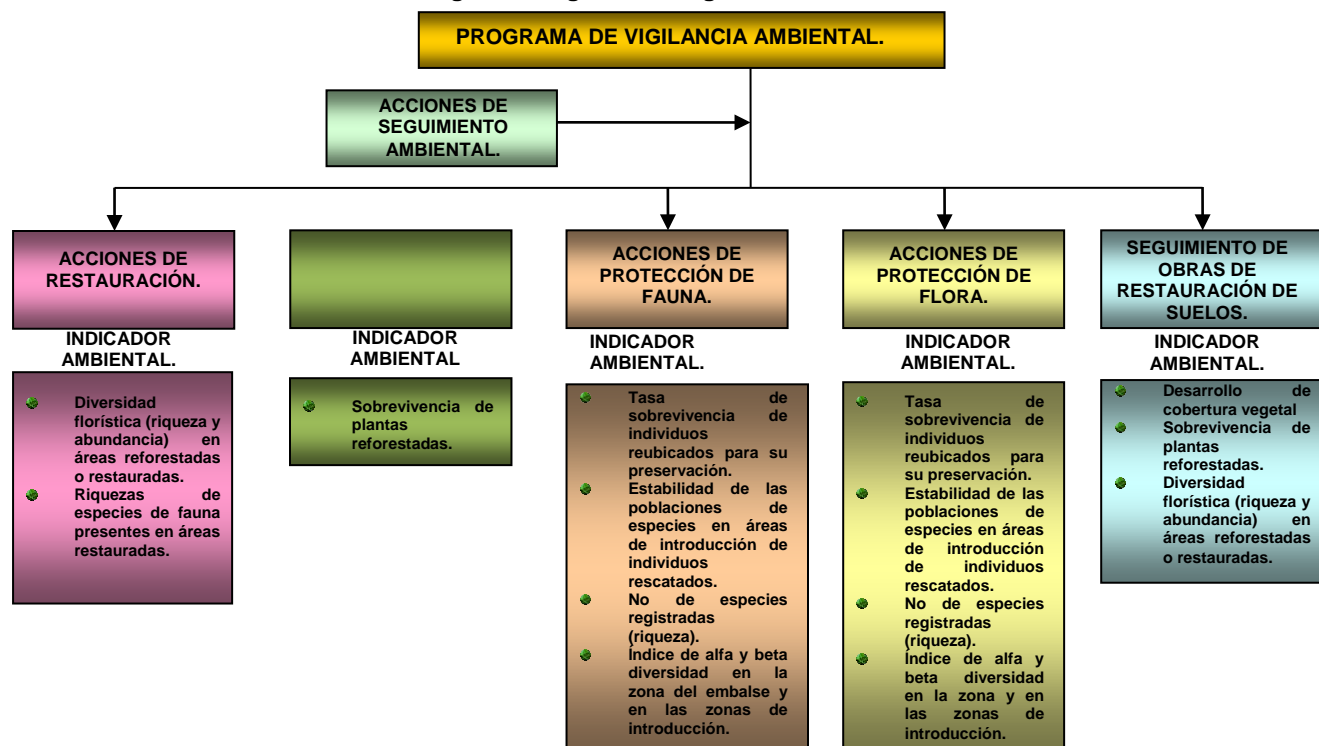 PROGRAMA DE VIGILANCIA AMBIENTAL.
ACCIONES DE
SEGUIMIENTO
AMBIENTAL.
ACCIONES DE
RESTAURACIÓN.
INDICADOR
AMBIENTAL.
Diversidad
florística (riqueza y
abundancia) en
áreas reforestadas
o restauradas.
Riquezas de
especies de fauna
presentes en áreas
restauradas.
INDICADOR
AMBIENTAL
Sobrevivencia de
plantas
reforestadas.
ACCIONES DE
PROTECCIÓN DE
FAUNA.
INDICADOR
AMBIENTAL.
Tasa de
sobrevivencia de
individuos
reubicados para su
preservación.
Estabilidad de las
poblaciones de
especies en áreas
de introducción de
individuos
rescatados.
No de especies
registradas
(riqueza).
Índice de alfa y beta
diversidad en la
zona del embalse y
en las zonas de
introducción.
ACCIONES DE
PROTECCIÓN DE
FLORA.
INDICADOR
AMBIENTAL.
Tasa de
sobrevivencia de
individuos
reubicados para
su preservación.
Estabilidad de las
poblaciones de
especies en áreas
de introducción
de individuos
rescatados.
No de especies
registradas
(riqueza).
Índice de alfa y
beta diversidad
en la zona y en
las zonas de
introducción.
SEGUIMIENTO DE
OBRAS DE
RESTAURACIÓN DE
SUELOS.
INDICADOR
AMBIENTAL.
Desarrollo de
cobertura vegetal
Sobrevivencia de
plantas
reforestadas.
Diversidad
florística (riqueza y
abundancia) en
áreas reforestadas
o restauradas.